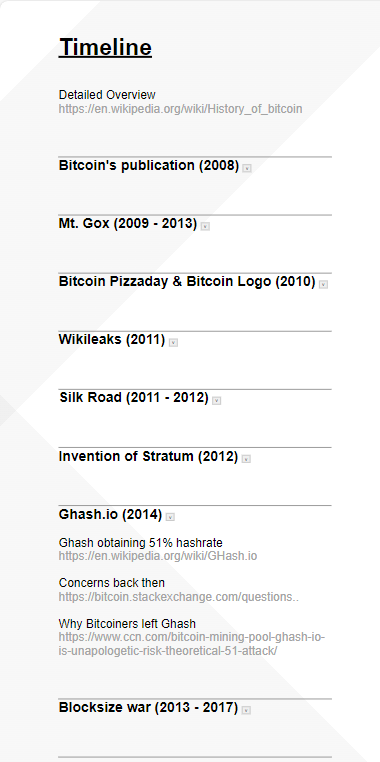 Timeline
Detailed Overview
https://en.wikipedia.org/wiki/History_of_bitcoin
Bitcoin's publication (2008)
Mt. Gox (2009 - 2013)
Bitcoin Pizzaday & Bitcoin Logo (2010)
Wikileaks (2011)
Silk Road (2011 - 2012)
Invention of Stratum (2012)
Ghash.io (2014)
Ghash obtaining 51% hashrate
https://en.wikipedia.org/wiki/GHash.io
Concerns back then
https://bitcoin.stackexchange.com/questions..
Why Bitcoiners left Ghash
https://www.ccn.com/bitcoin-mining-pool-ghash-io-
is-unapologetic-risk-theoretical-51-attack/
Blocksize war (2013 - 2017)